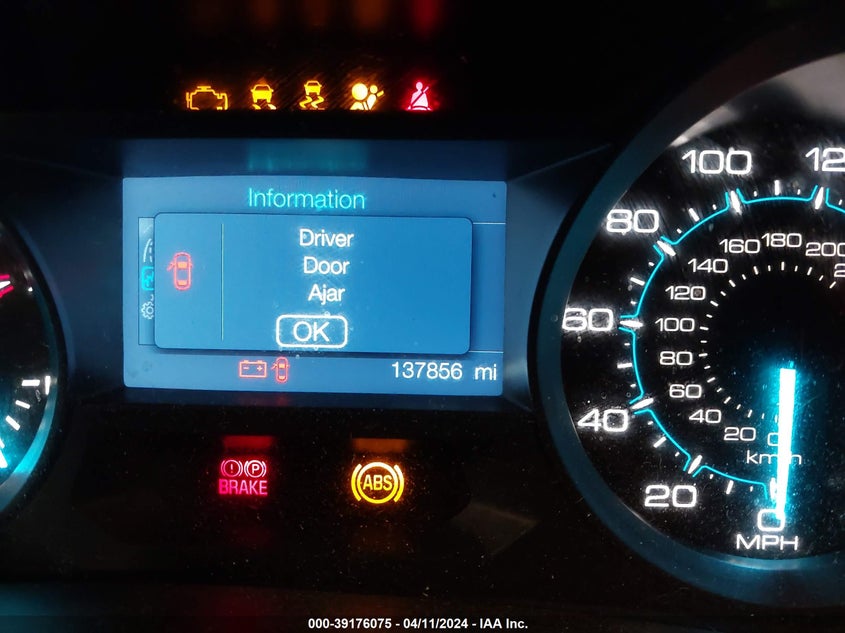 Information
Driver
Door
Ajar
OK
137856 mi
BRAKE
ABS
100
80
60
40
20
0
MPH
180
160
140
120
100
80
60
40
20
0
km/h
000-39176075 - 04/11/2024 - IAA Inc.